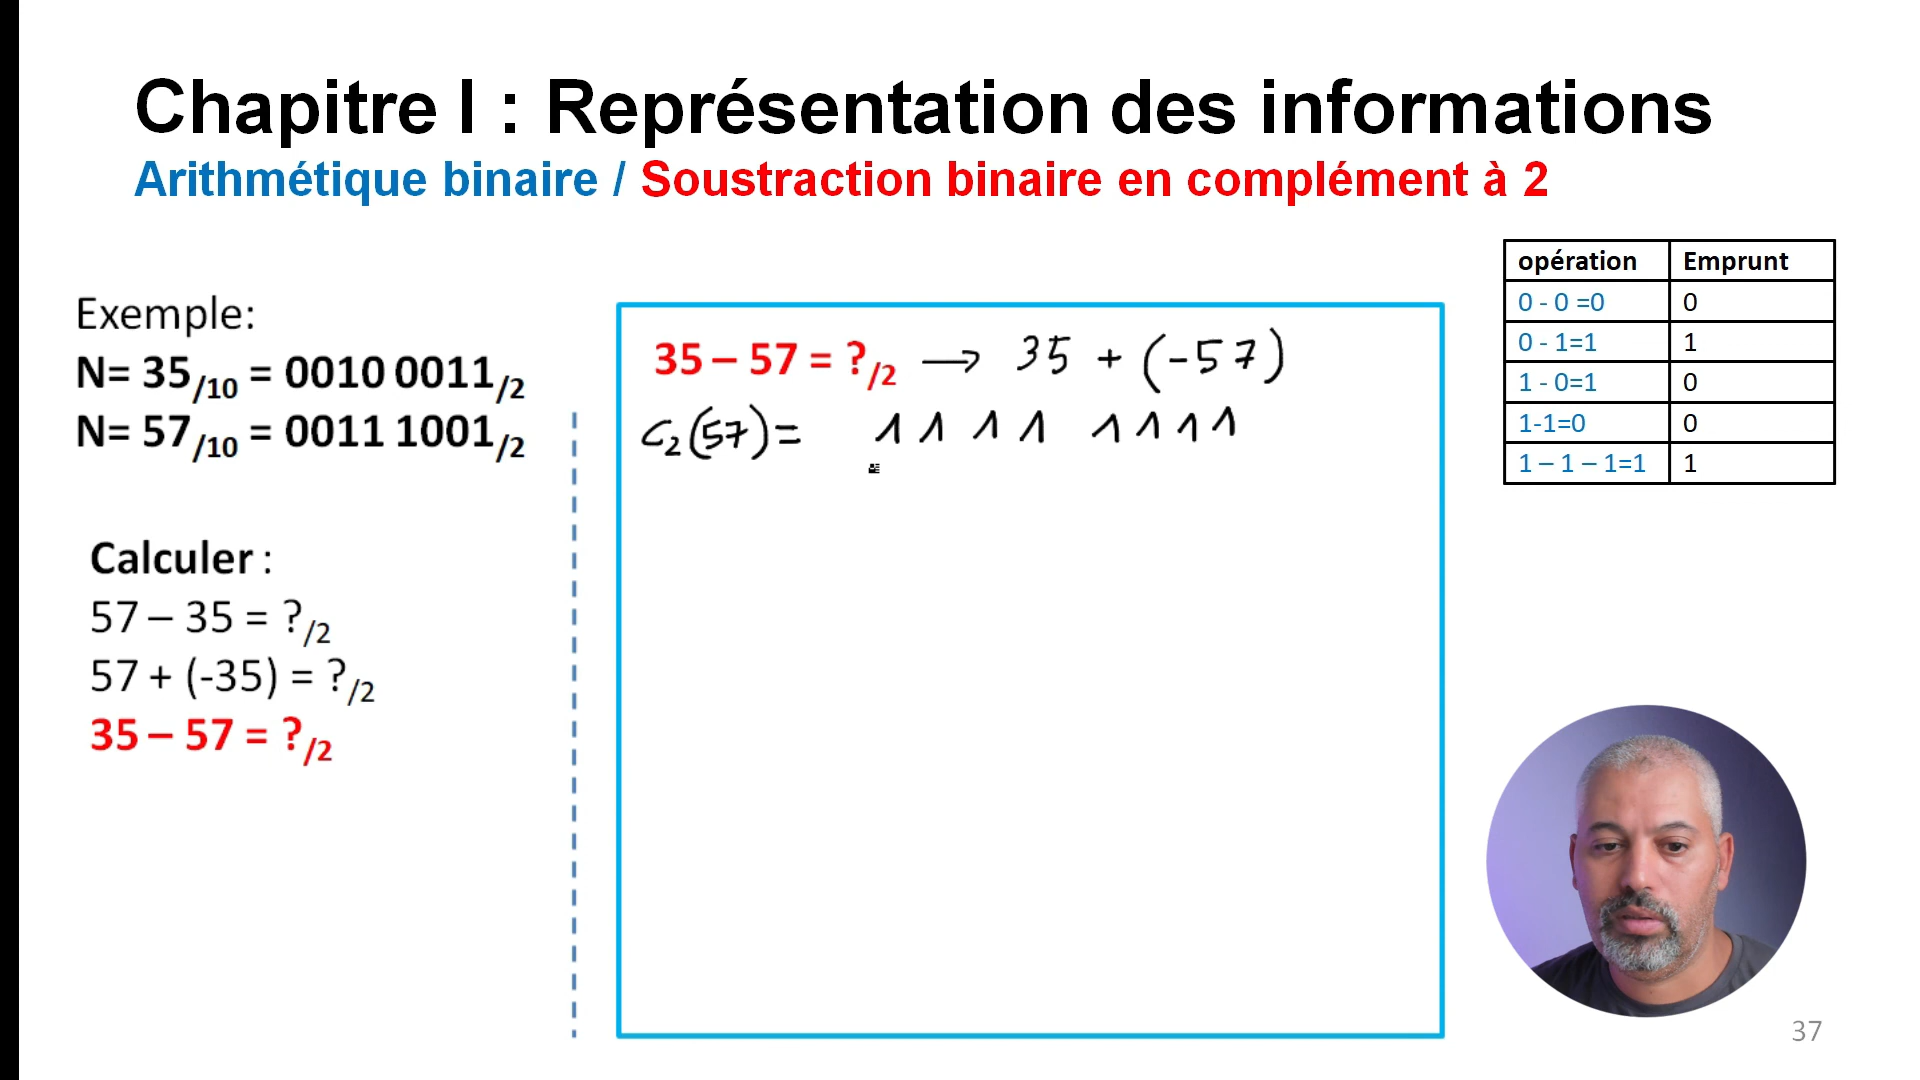 Chapitre I : Représentation des informations
Arithmétique binaire / Soustraction binaire en complément à 2
Exemple:
N= 35/10 = 0010 0011/2
N= 57/10 = 0011 1001/2
Calculer :
57 – 35 = ?/2
57 + (-35) = ?/2
35 – 57 = ?/2
35 – 57 = ?/2 → 35 + (-57)
C2(57) = 1 1 1 1 1 1 1 1
opération Emprunt
0 - 0 =0 0
0 - 1=1 1
1 - 0=1 0
1-1=0 0
1 – 1 – 1=1 1
37